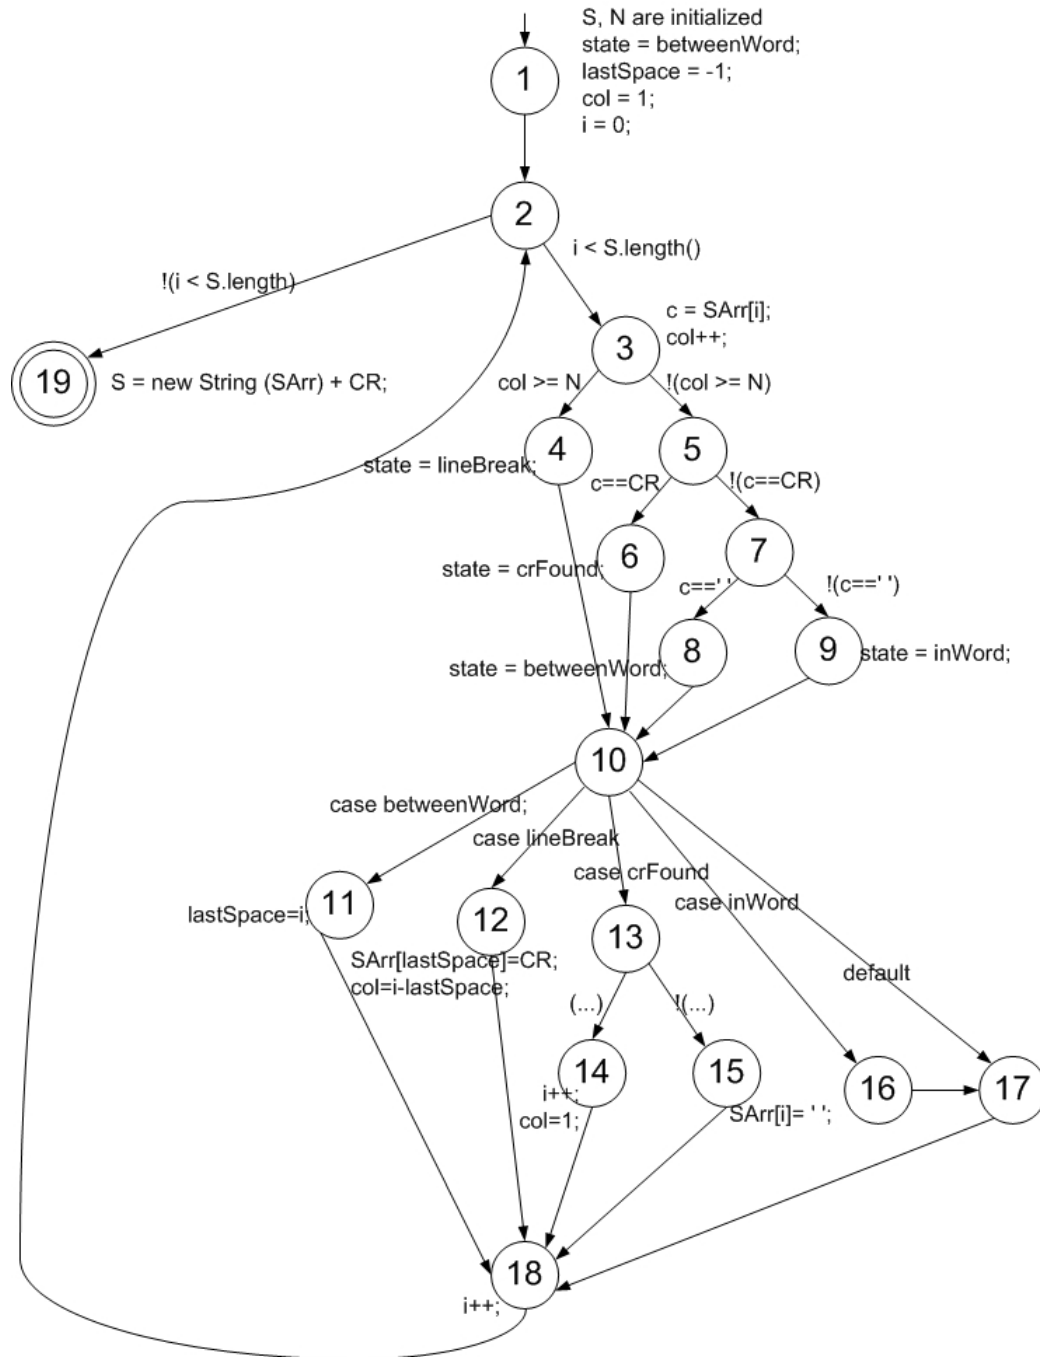 S, N are initialized
state = betweenWord;
lastSpace = -1;
col = 1;
i = 0;
1
2
i < S.length()
!(i < S.length)
c = SArr[i];
col++;
3
19
S = new String (SArr) + CR;
col >= N
!(col >= N)
4
5
state = lineBreak;
c==CR
!(c==CR)
6
7
state = crFound;
c==' '
!(c==' ')
8
9
state = betweenWord;
state = inWord;
10
case betweenWord;
case lineBreak
case crFound
case inWord
default
11
lastSpace=i;
12
13
SArr[lastSpace]=CR;
col=i-lastSpace;
(...)
!(...)
14
15
16
17
i++;
col=1;
SArr[i]= ' ';
18
i++;